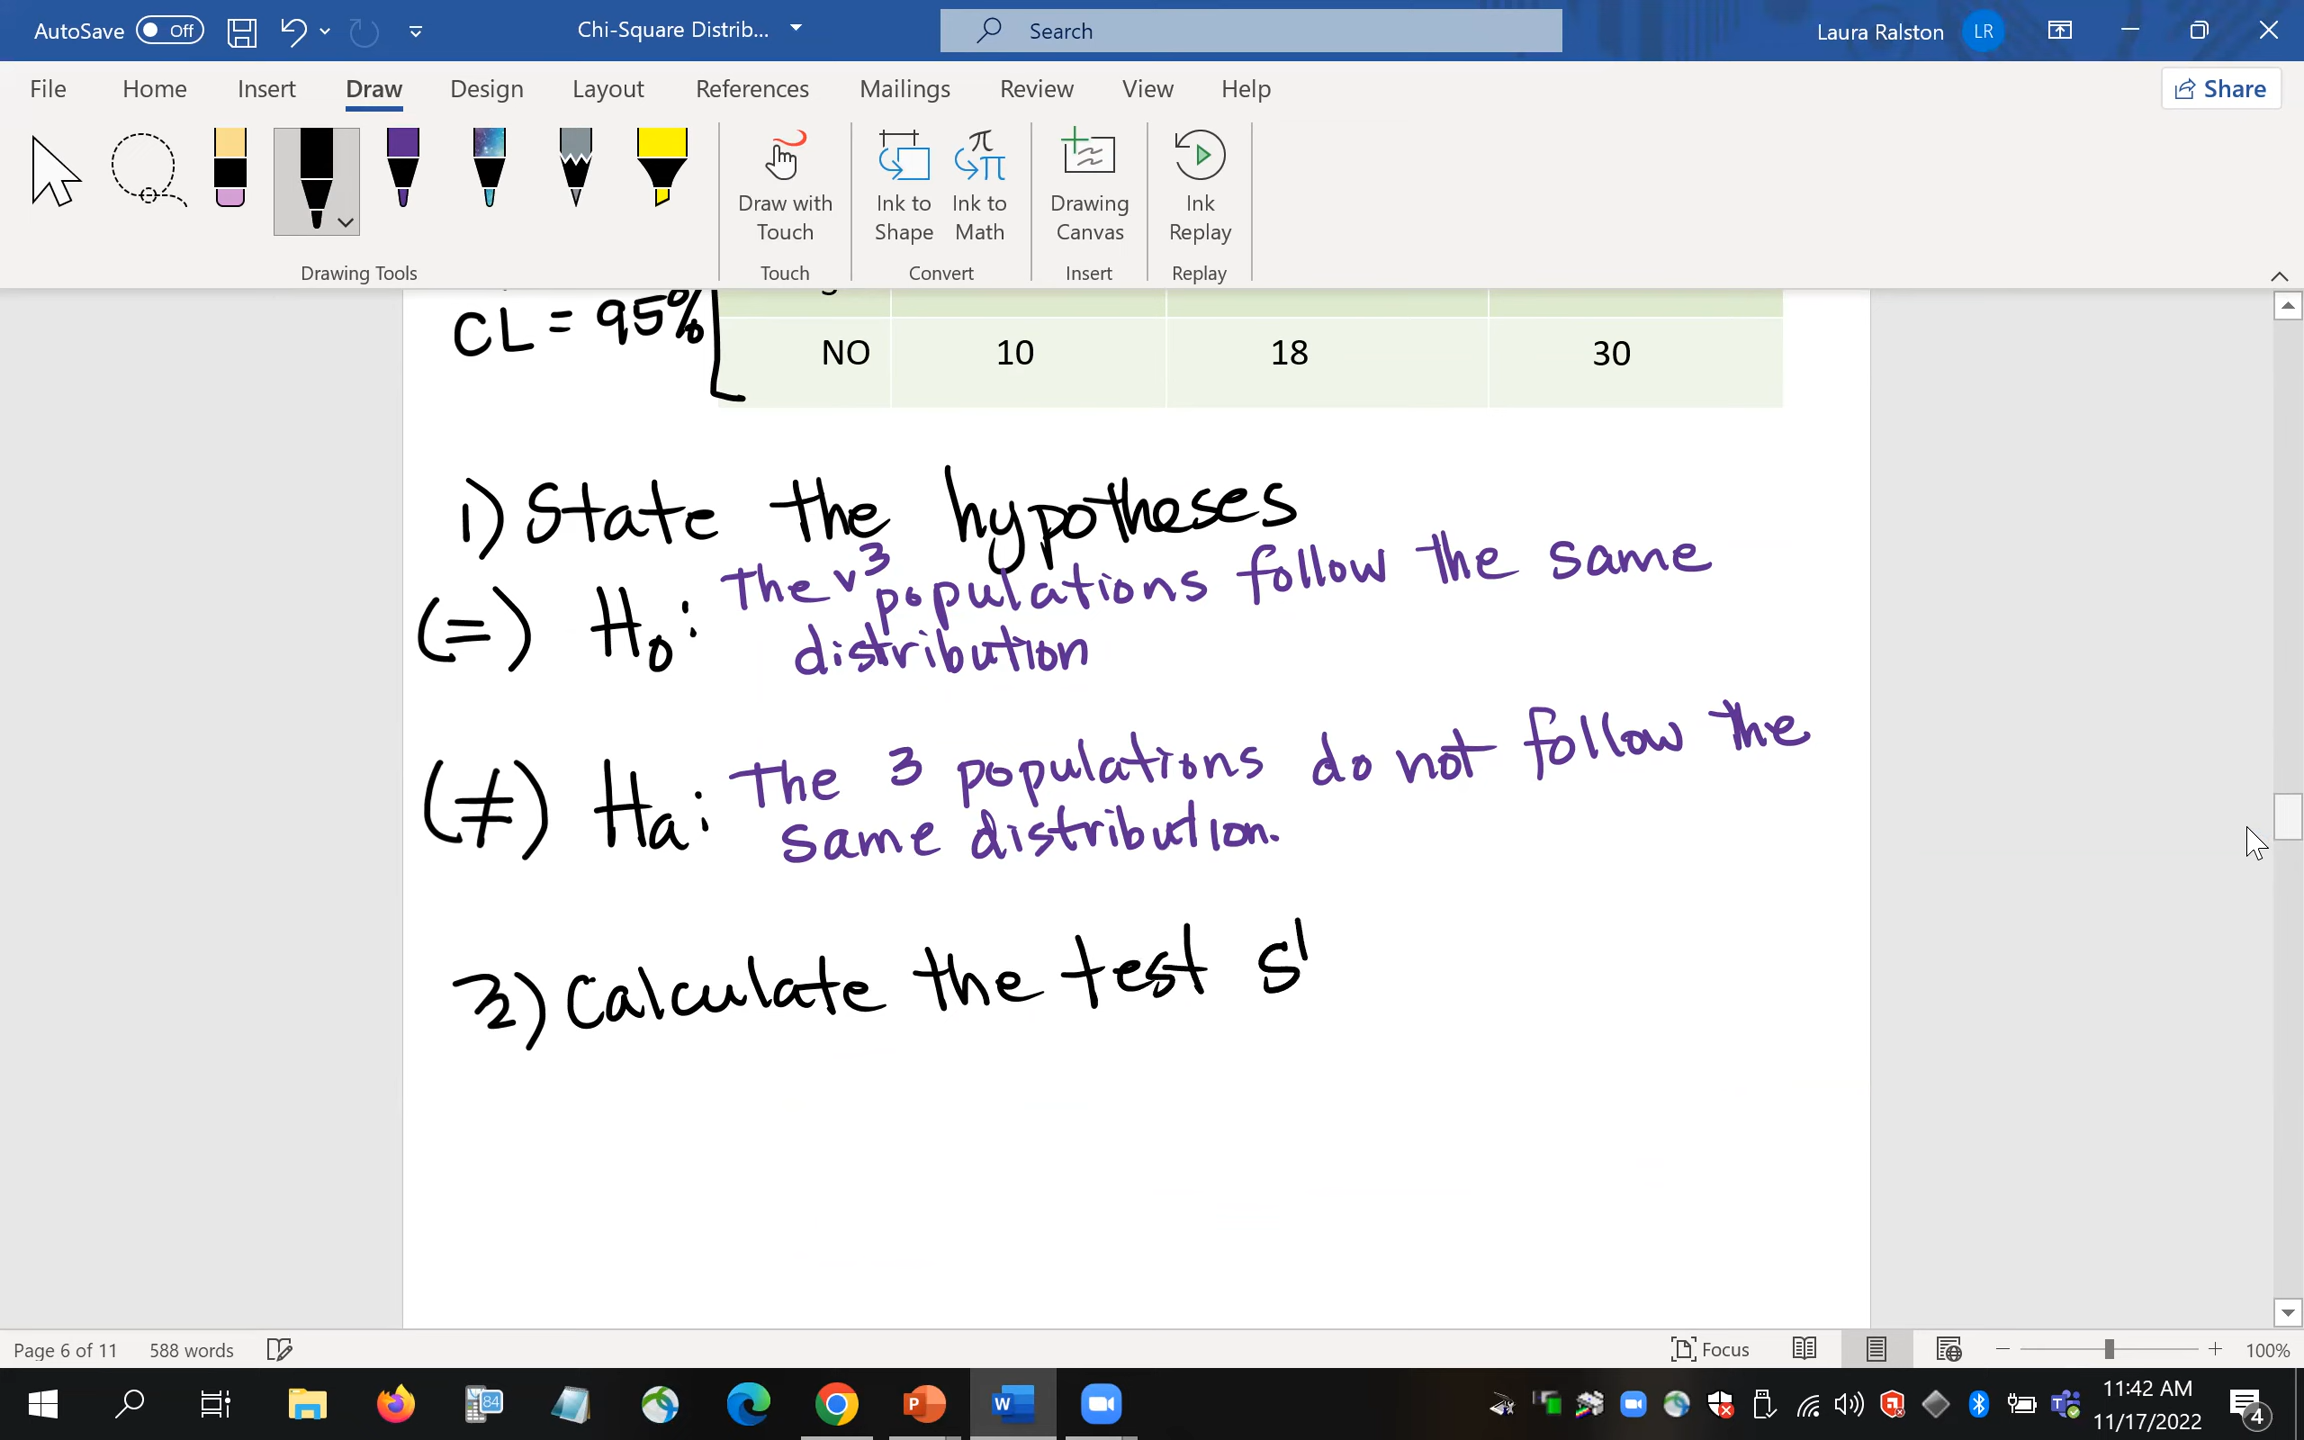 AutoSave Off Chi-Square Distrib... Search Laura Ralston LR
File Home Insert Draw Design Layout References Mailings Review View Help Share
Draw with Touch
Ink to Shape
Ink to Math
Drawing Canvas
Ink Replay
Drawing Tools Touch Convert Insert Replay
CL = 95%
NO 10 18 30
1) State the hypotheses
(=) H0: The 3 populations follow the same
distribution
(≠) Ha: The 3 populations do not follow the
same distribution.
Calculate the test
Page 6 of 11 588 words Focus 100%
84 P W 11:42 AM
11/17/2022 4